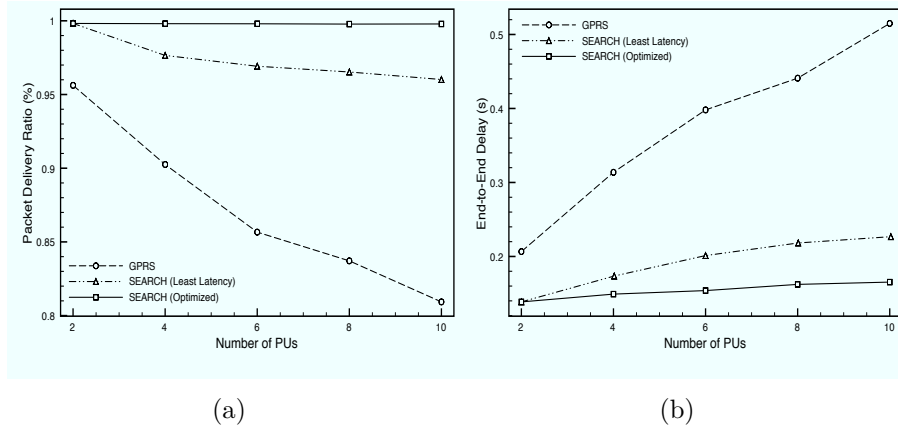 1
0.95
0.9
0.85
0.8
Packet Delivery Ratio (%)
GPRS
SEARCH (Least Latency)
SEARCH (Optimized)
2 4 6 8 10
Number of PUs
(a)
0.5
0.4
0.3
0.2
End-to-End Delay (s)
GPRS
SEARCH (Least Latency)
SEARCH (Optimized)
2 4 6 8 10
Number of PUs
(b)